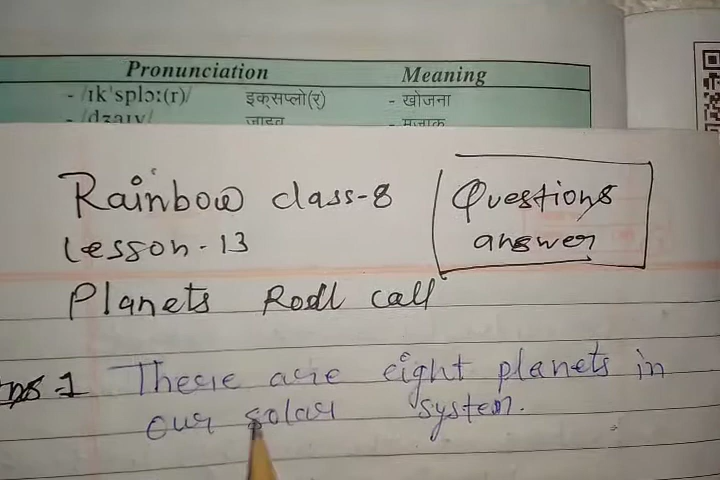 Pronunciation Meaning
- /ɪkˈsplɔː(r)/ इक्सप्लो(र) - खोजना
Rainbow class-8
Questions
answer
Lesson-13
Planets Roll call
Ans-1 There are eight planets in
our solar system.